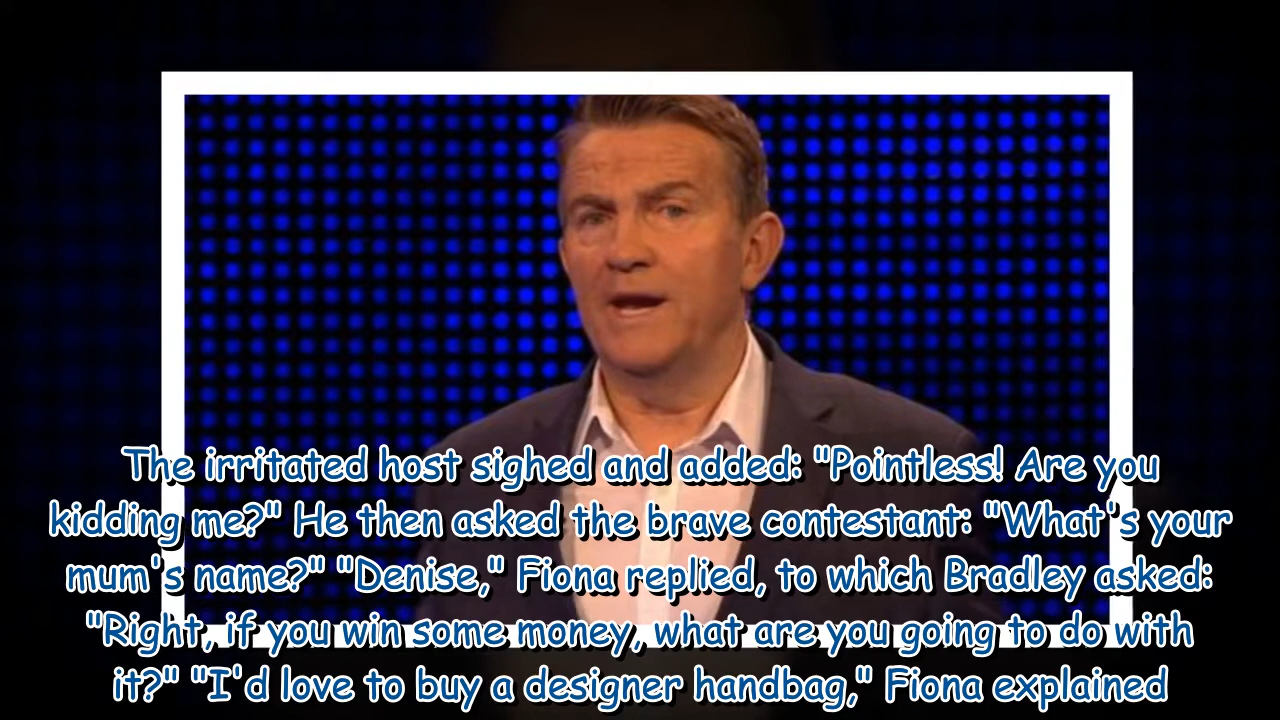 The irritated host sighed and added: "Pointless! Are you
kidding me?" He then asked the brave contestant: "What's your
mum's name?" "Denise," Fiona replied, to which Bradley asked:
"Right, if you win some money, what are you going to do with
it?" "I'd love to buy a designer handbag," Fiona explained